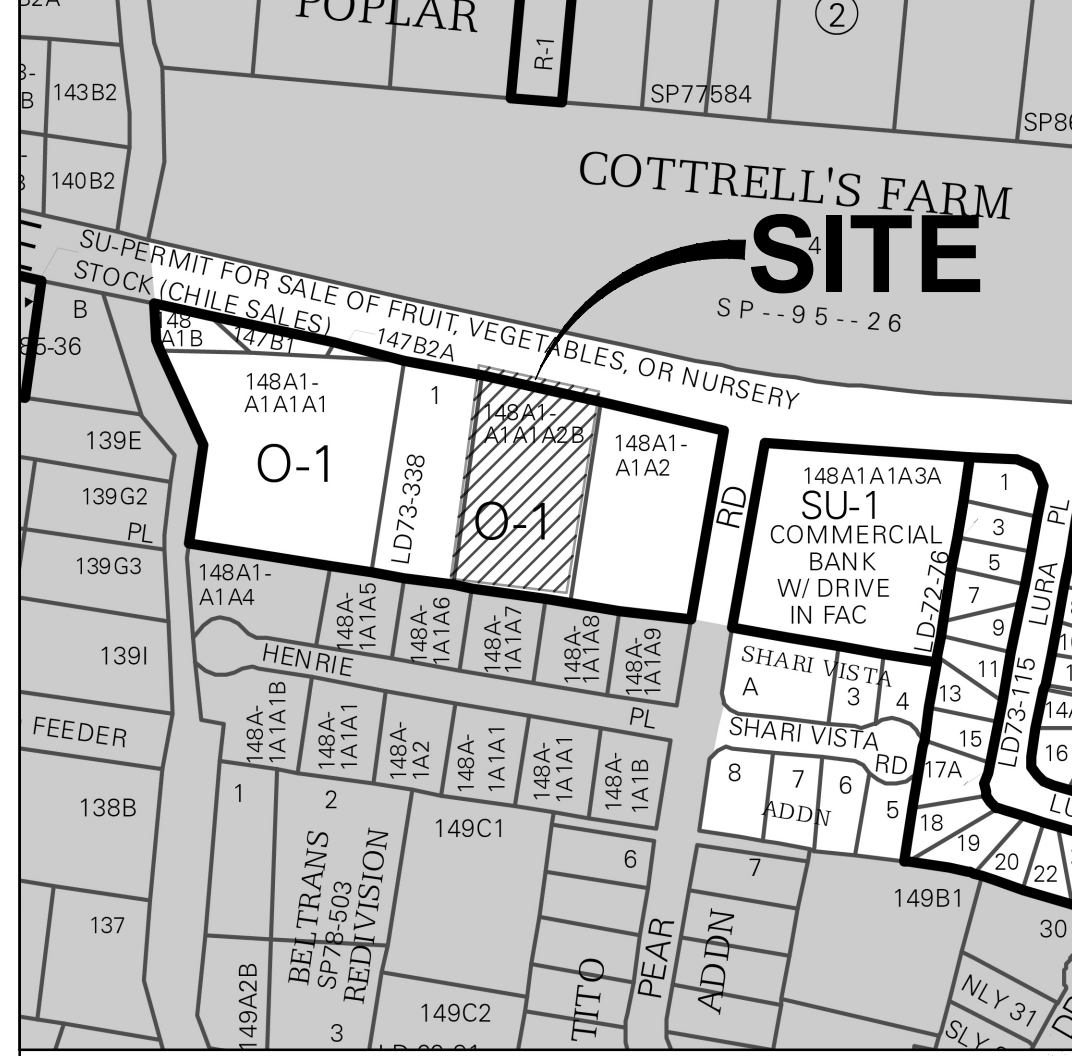 POPLAR
R-1
2
SP77584
143B2
140B2
COTTRELL'S FARM
SITE
4
SP--95--26
SU-PERMIT FOR SALE OF FRUIT, VEGETABLES, OR NURSERY
STOCK (CHILE SALES)
B
148
A1B
147B1
147B2A
148A1-
A1A1A1
O-1
1
LD73-338
148A1-
A1A1A2B
O-1
148A1-
A1A2
RD
148A1A1A3A
SU-1
COMMERCIAL
BANK
W/ DRIVE
IN FAC
LD-72-76
1
3
5
7
9
11
13
15
17A
18
19
20
22
LURA PL
LD73-115
16
139E
139G2
PL
139G3
139I
FEEDER
138B
137
148A1-
A1A4
148A-
1A1A5
148A-
1A1A6
148A-
1A1A7
148A-
1A1A8
148A-
1A1A9
HENRIE
PL
148A-
1A1A1B
148A-
1A1A1
148A-
1A2
148A-
1A1A1
148A-
1A1A1
148A-
1A1B
SHARI VISTA
A
3
4
SHARI VISTA
RD
8
7
6
5
ADDN
1
2
BELTRANS
SP78-503
REDIVISION
3
149A2B
149C1
149C2
6
7
TITO
PEAR
ADDN
149B1
30
NLY 31